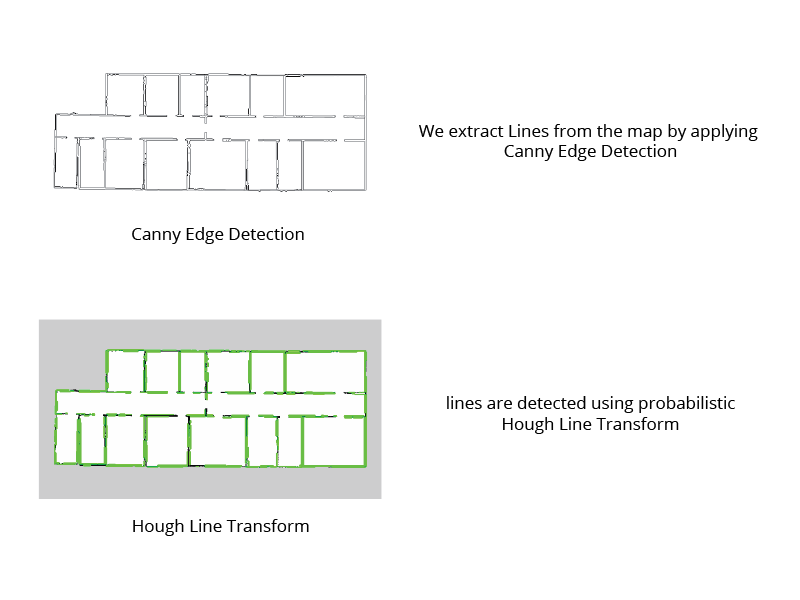 We extract Lines from the map by applying
Canny Edge Detection
Canny Edge Detection
lines are detected using probabilistic
Hough Line Transform
Hough Line Transform